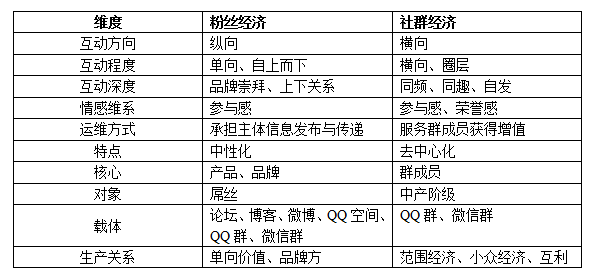 维度 粉丝经济 社群经济
互动方向 纵向 横向
互动程度 单向、自上而下 横向、圈层
互动深度 品牌崇拜、上下关系 同频、同趣、自发
情感维系 参与感 参与感、荣誉感
运维方式 承担主体信息发布与传递 服务群成员获得增值
特点 中性化 去中心化
核心 产品、品牌 群成员
对象 屌丝 中产阶级
载体 论坛、博客、微博、QQ 空间、 QQ 群、微信群
QQ 群、微信群
生产关系 单向价值、品牌方 范围经济、小众经济、互利